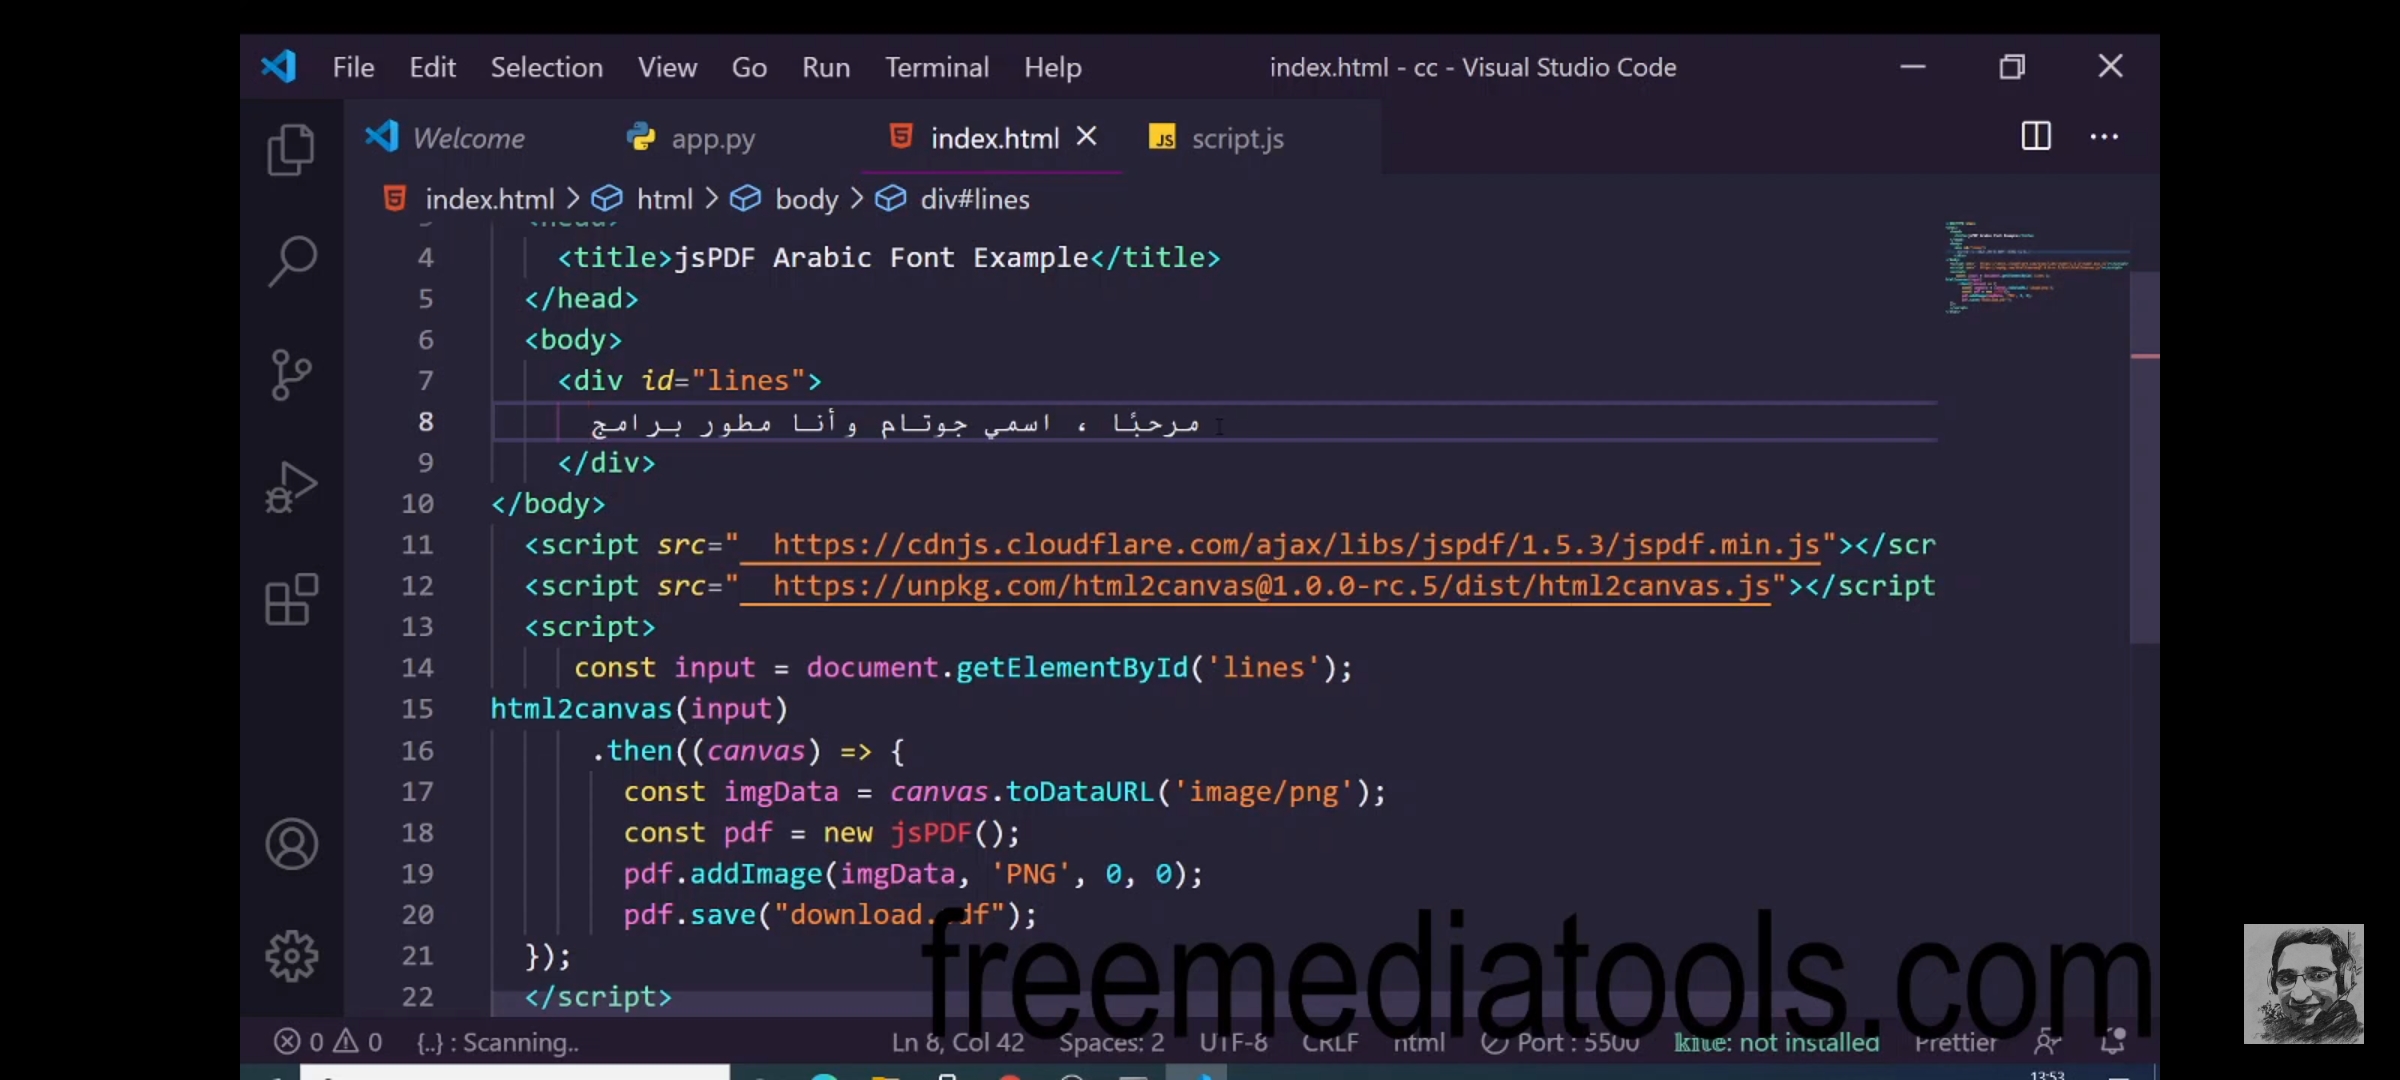 File Edit Selection View Go Run Terminal Help index.html - cc - Visual Studio Code
Welcome app.py index.html script.js
index.html > html > body > div#lines
<head>
4 <title>jsPDF Arabic Font Example</title>
5 </head>
6 <body>
7 <div id="lines">
8 مرحبًا ، اسمي جوتام وأنا مطور برامج
9 </div>
10 </body>
11 <script src="  https://cdnjs.cloudflare.com/ajax/libs/jspdf/1.5.3/jspdf.min.js"></scr
12 <script src="  https://unpkg.com/html2canvas@1.0.0-rc.5/dist/html2canvas.js"></script
13 <script>
14 const input = document.getElementById('lines');
15 html2canvas(input)
16 .then((canvas) => {
17 const imgData = canvas.toDataURL('image/png');
18 const pdf = new jsPDF();
19 pdf.addImage(imgData, 'PNG', 0, 0);
20 pdf.save("download. df");
21 });
22 </script>
freemediatools.com
0 0 {..} : Scanning.. Ln 8, Col 42 Spaces: 2 UTF-8 CRLF html Port : 5500 kite: not installed Prettier
13:53